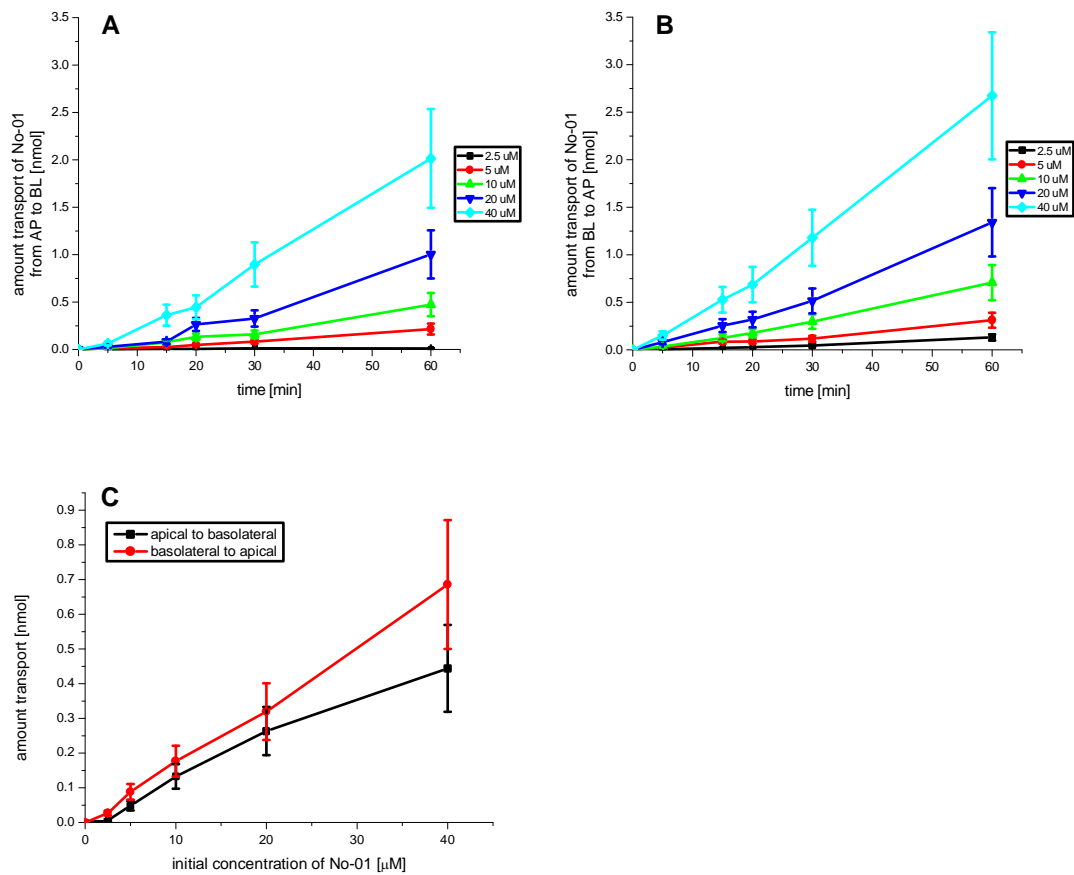 A
amount transport of No-01
from AP to BL [nmol]
3.5
3.0
2.5
2.0
1.5
1.0
0.5
0.0
0 10 20 30 40 50 60
time [min]
2.5 uM
5 uM
10 uM
20 uM
40 uM
B
amount transport of No-01
from BL to AP [nmol]
3.5
3.0
2.5
2.0
1.5
1.0
0.5
0.0
0 10 20 30 40 50 60
time [min]
2.5 uM
5 uM
10 uM
20 uM
40 uM
C
amount transport [nmol]
0.9
0.8
0.7
0.6
0.5
0.4
0.3
0.2
0.1
0.0
0 10 20 30 40
initial concentration of No-01 [μM]
apical to basolateral
basolateral to apical